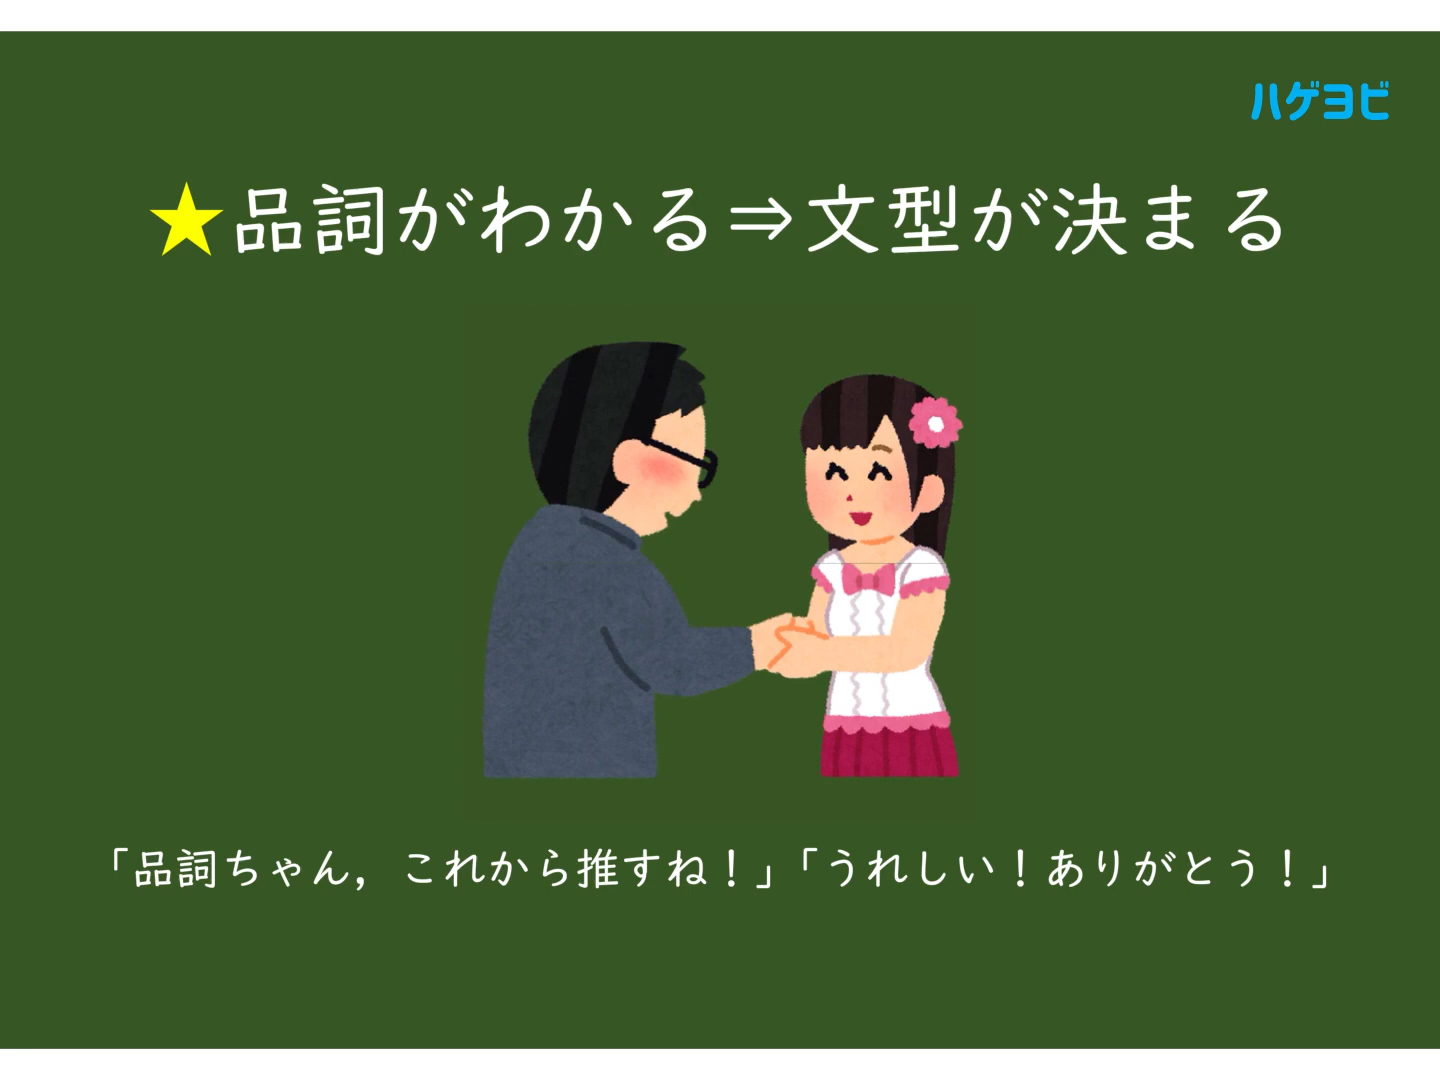 ハゲヨビ
★品詞がわかる⇒文型が決まる
「品詞ちゃん，これから推すね！」「うれしい！ありがとう！」